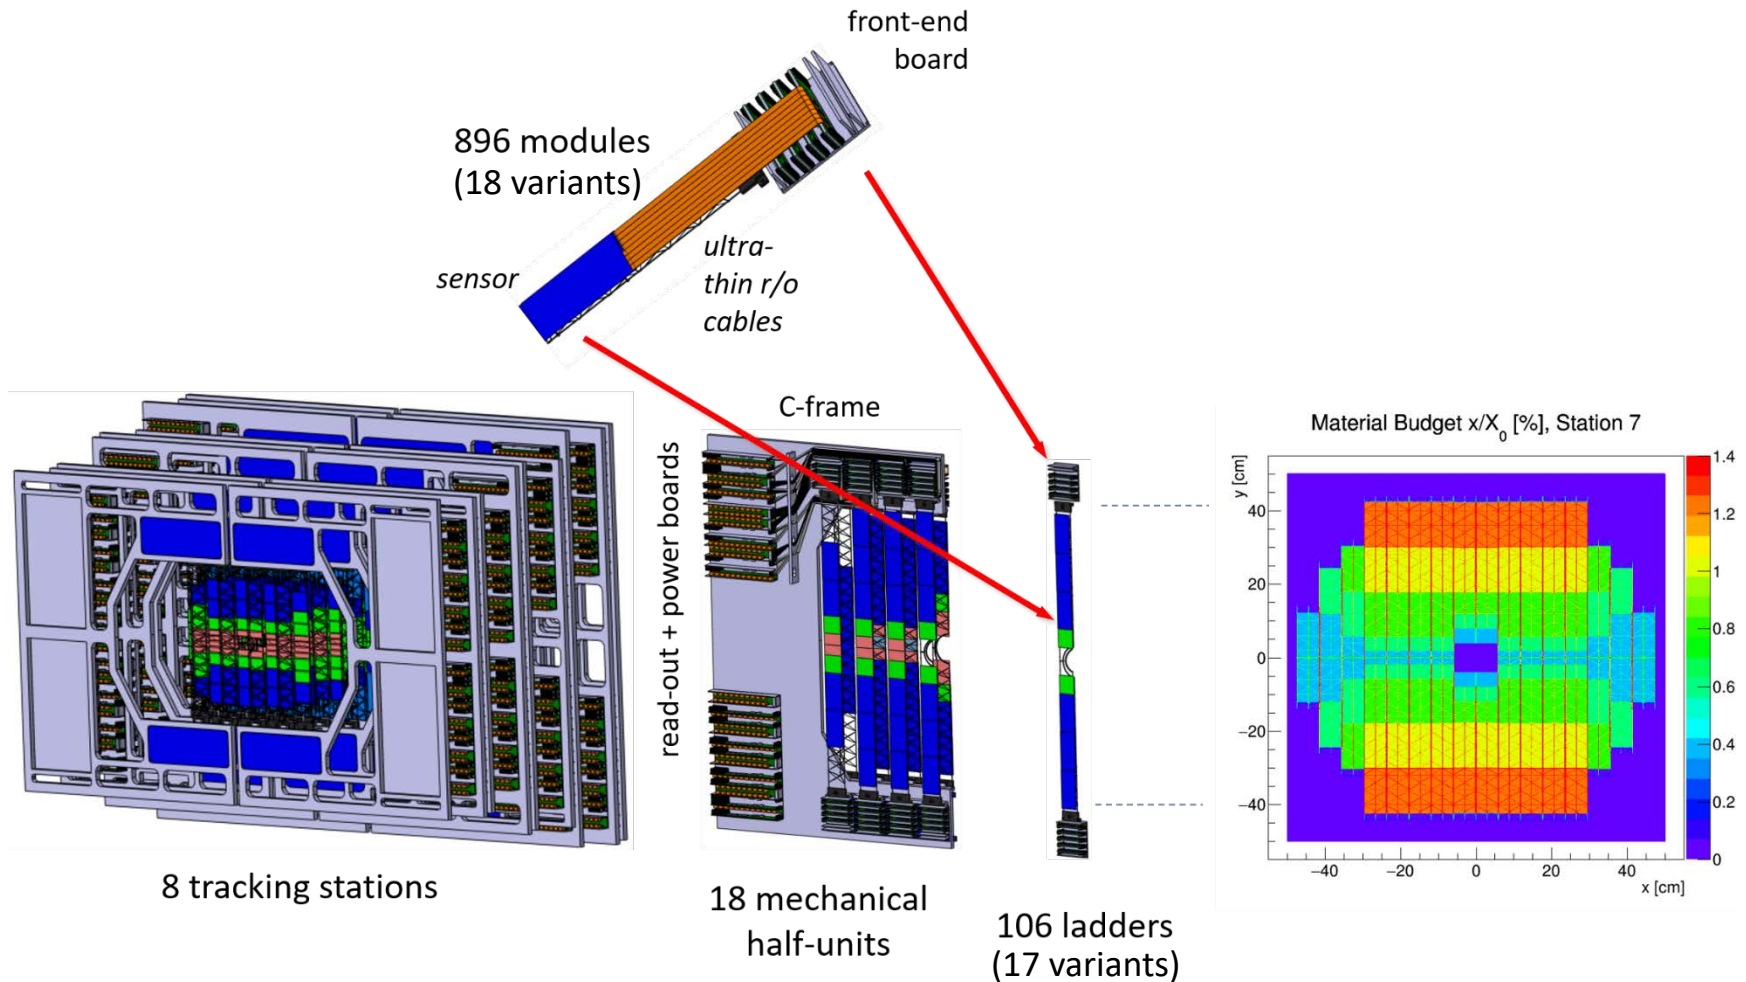 front-end
board
896 modules
(18 variants)
sensor
ultra-
thin r/o
cables
C-frame
read-out + power boards
8 tracking stations
18 mechanical
half-units
106 ladders
(17 variants)
Material Budget x/X0 [%], Station 7
y [cm]
40
20
0
−20
−40
−40
−20
0
20
40
x [cm]
1.4
1.2
1
0.8
0.6
0.4
0.2
0